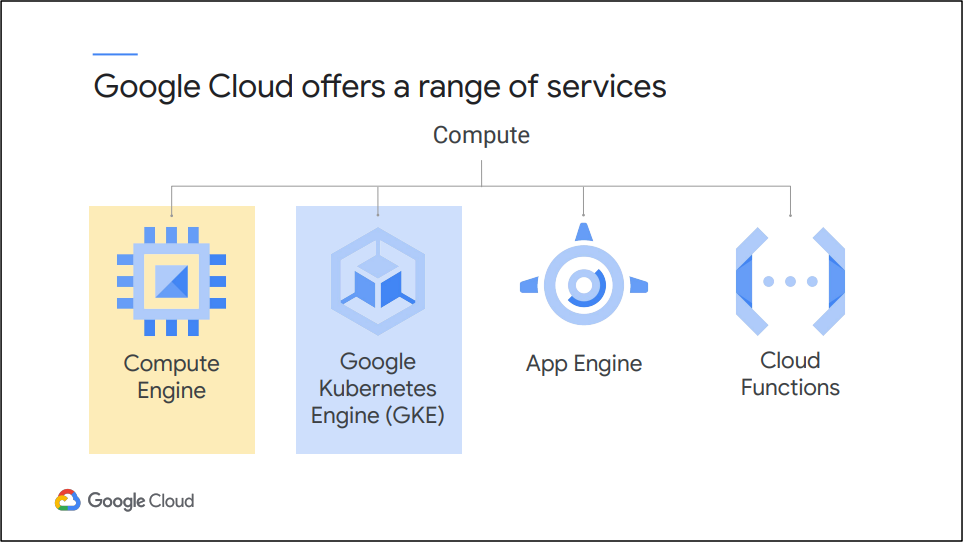 Google Cloud offers a range of services
Compute
Compute
Engine
Google
Kubernetes
Engine (GKE)
App Engine
Cloud
Functions
Google Cloud